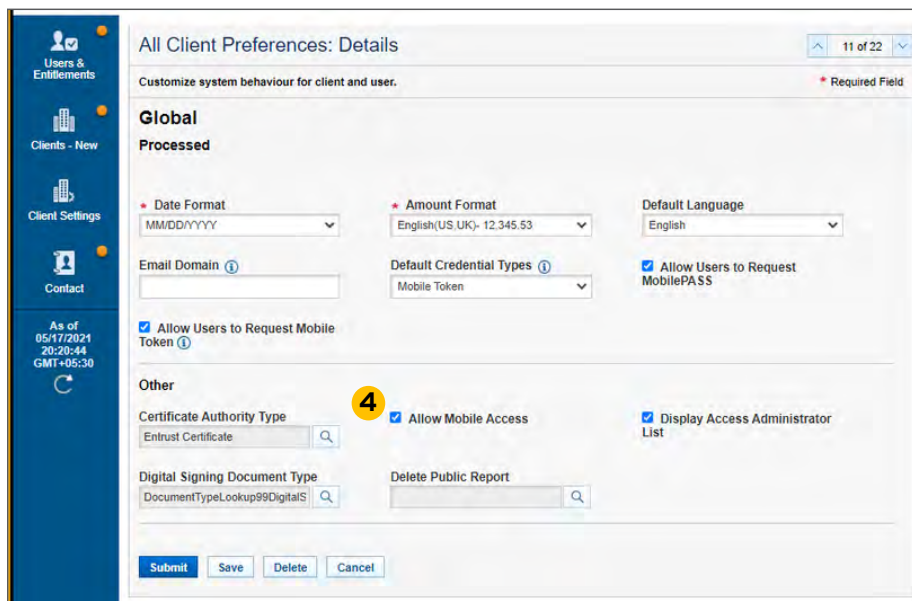 Users &
Entitlements
Clients - New
Client Settings
Contact
As of
05/17/2021
20:20:44
GMT+05:30
All Client Preferences: Details
11 of 22
Customize system behaviour for client and user.
* Required Field
Global
Processed
* Date Format
* Amount Format
Default Language
MM/DD/YYYY
English(US,UK)- 12,345.53
English
Email Domain
Default Credential Types
Allow Users to Request
MobilePASS
Mobile Token
Allow Users to Request Mobile
Token
Other
4
Certificate Authority Type
Allow Mobile Access
Display Access Administrator
List
Entrust Certificate
Digital Signing Document Type
Delete Public Report
DocumentTypeLookup99DigitalS
Submit
Save
Delete
Cancel